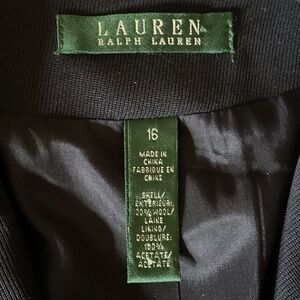 LAUREN
RALPH LAUREN
16
MADE IN
CHINA
FABRIQUE EN
CHINE
SHELL/
EXTÉRIEUR:
100% WOOL/
LAINE
LINING/
DOUBLURE:
100%
ACETATE/
ACÉTATE